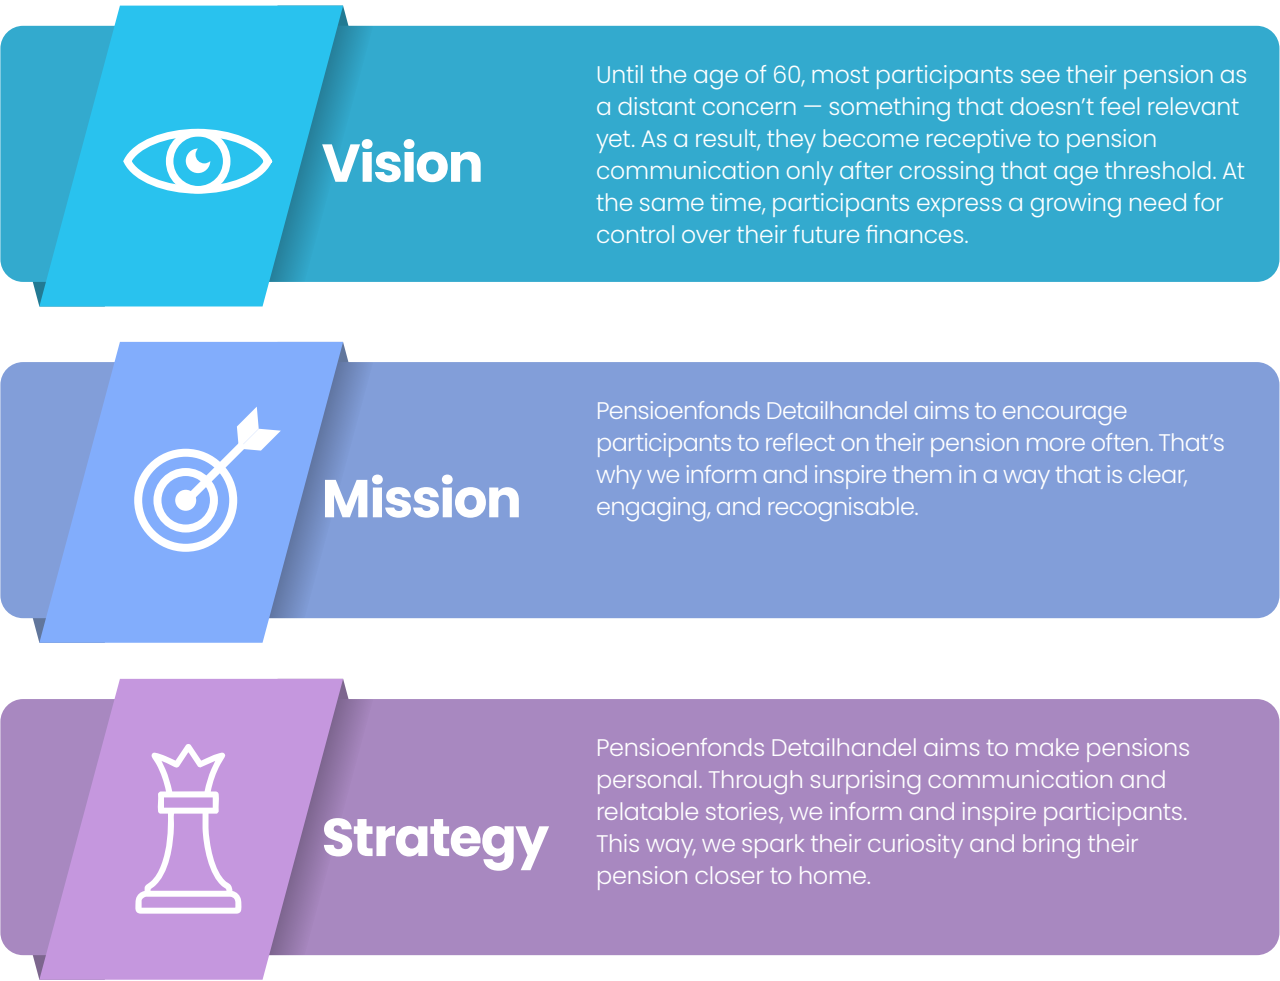 Vision
Until the age of 60, most participants see their pension as
a distant concern — something that doesn’t feel relevant
yet. As a result, they become receptive to pension
communication only after crossing that age threshold. At
the same time, participants express a growing need for
control over their future finances.
Mission
Pensioenfonds Detailhandel aims to encourage
participants to reflect on their pension more often. That’s
why we inform and inspire them in a way that is clear,
engaging, and recognisable.
Strategy
Pensioenfonds Detailhandel aims to make pensions
personal. Through surprising communication and
relatable stories, we inform and inspire participants.
This way, we spark their curiosity and bring their
pension closer to home.